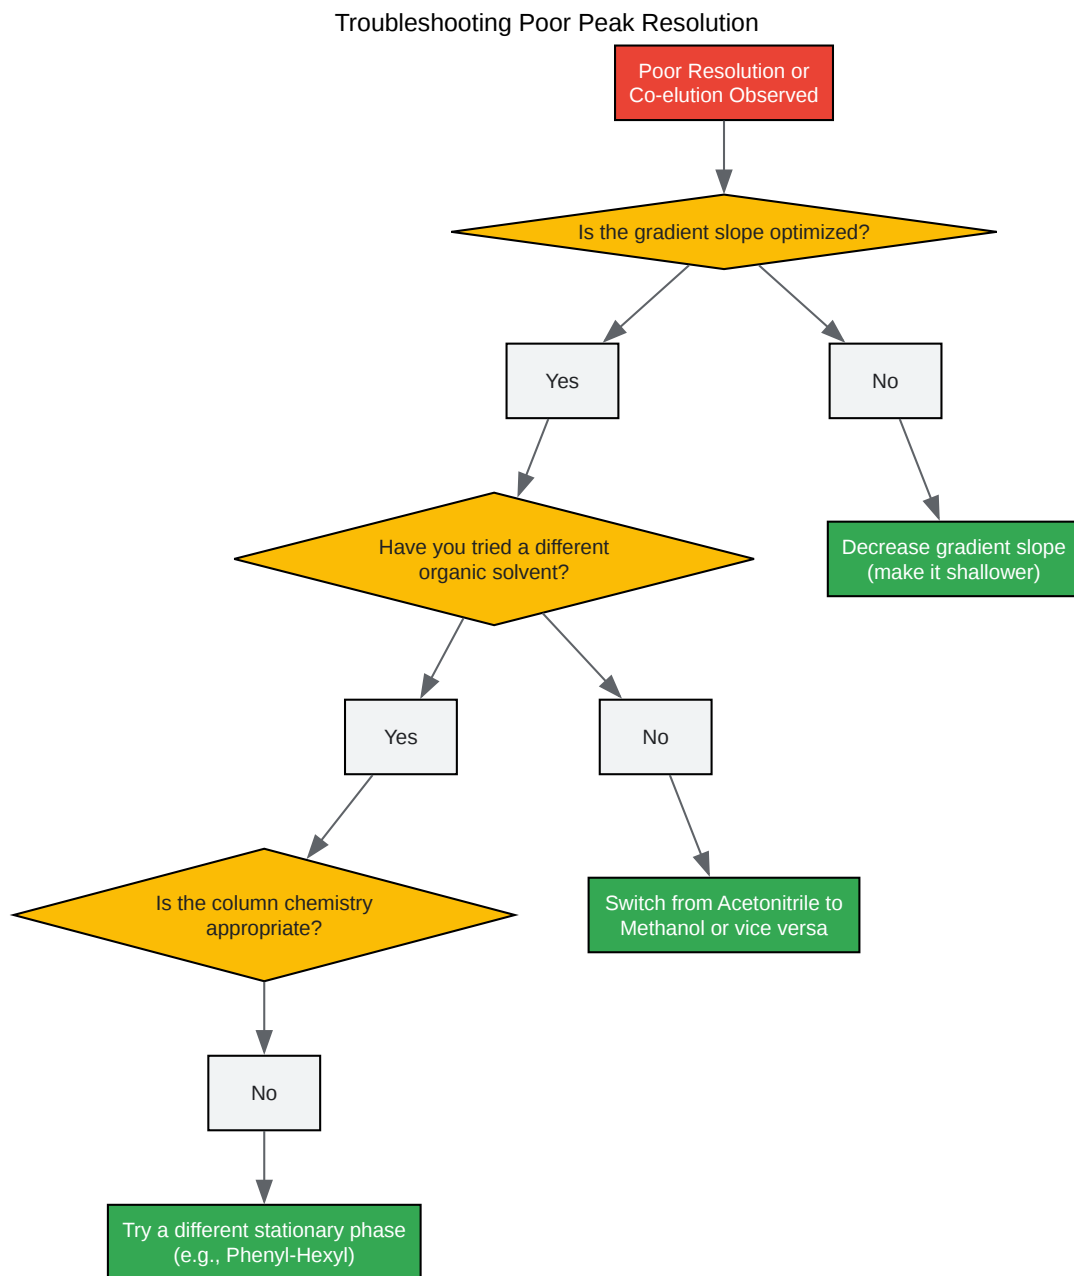 Troubleshooting Poor Peak Resolution
Poor Resolution or
Co-elution Observed
Is the gradient slope optimized?
Yes
No
Have you tried a different
organic solvent?
Decrease gradient slope
(make it shallower)
Yes
No
Is the column chemistry
appropriate?
Switch from Acetonitrile to
Methanol or vice versa
No
Try a different stationary phase
(e.g., Phenyl-Hexyl)